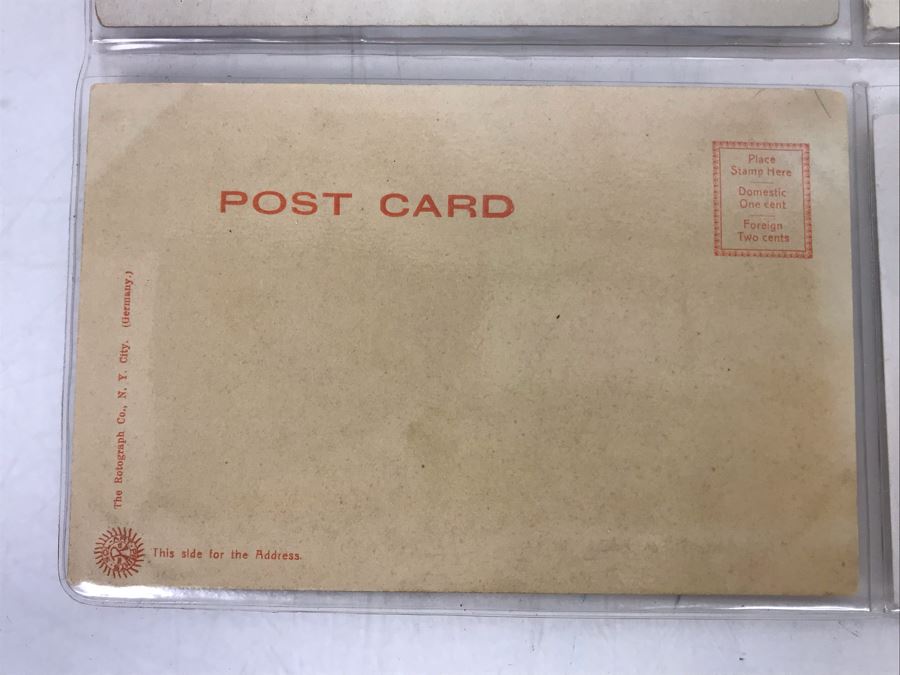 POST CARD
Place
Stamp Here
Domestic
One cent
Foreign
Two cents
The Rotograph Co., N. Y. City. (Germany.)
This side for the Address.